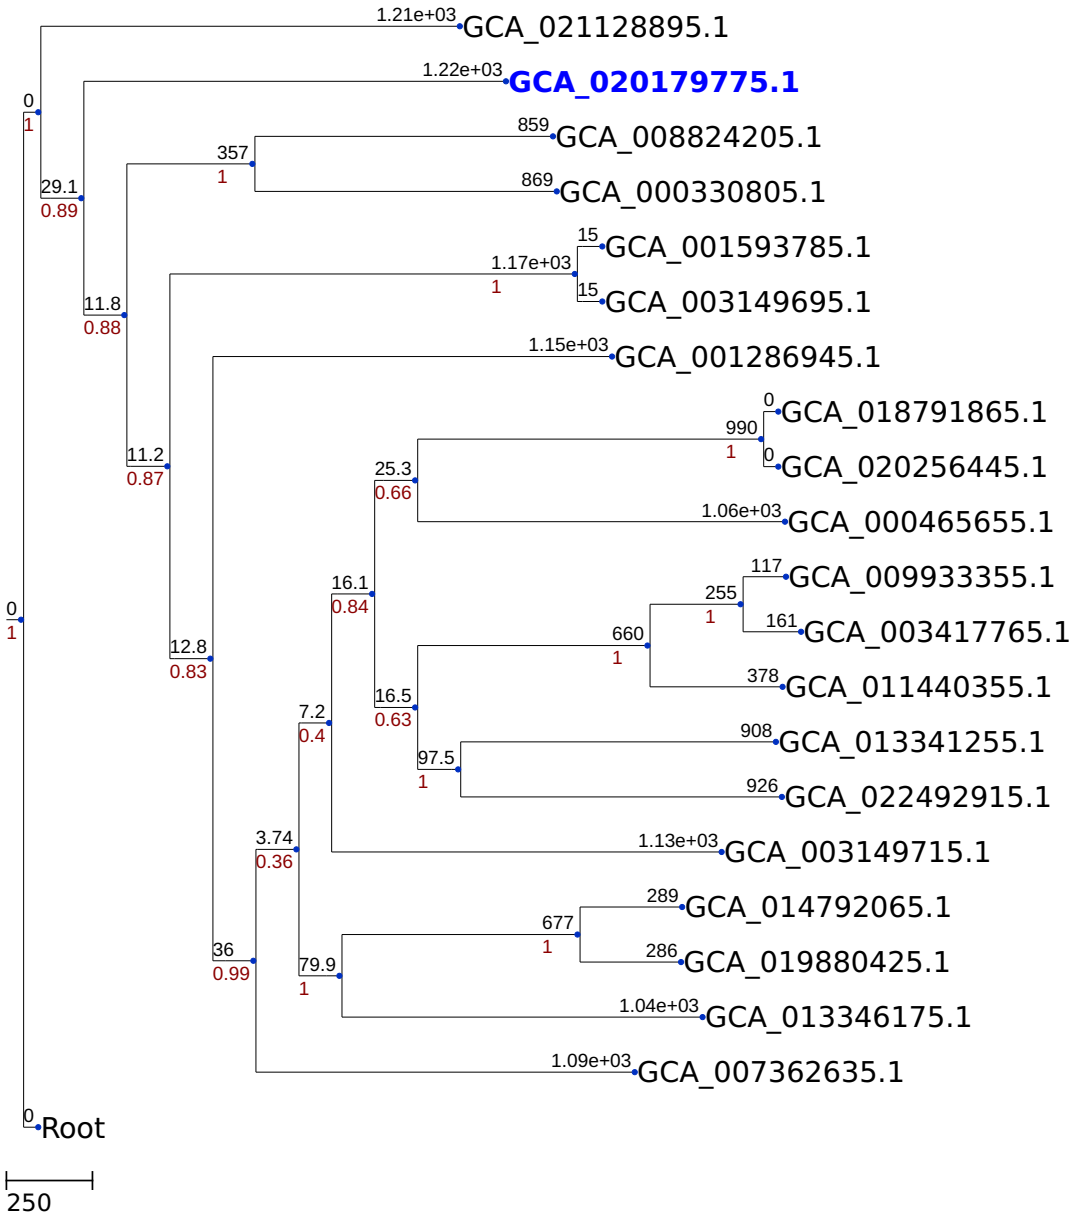 1.21e+03 GCA_021128895.1
1.22e+03 GCA_020179775.1
0
1
859 GCA_008824205.1
357
1
869 GCA_000330805.1
29.1
0.89
15 GCA_001593785.1
1.17e+03
1
15 GCA_003149695.1
11.8
0.88
1.15e+03 GCA_001286945.1
0 GCA_018791865.1
990
1
0 GCA_020256445.1
11.2
0.87
25.3
0.66
1.06e+03 GCA_000465655.1
117 GCA_009933355.1
16.1
0.84
255
1
0
1
161 GCA_003417765.1
660
1
12.8
0.83
378 GCA_011440355.1
16.5
0.63
7.2
0.4
908 GCA_013341255.1
97.5
1
926 GCA_022492915.1
3.74
0.36
1.13e+03 GCA_003149715.1
289 GCA_014792065.1
677
1
36
0.99
286 GCA_019880425.1
79.9
1
1.04e+03 GCA_013346175.1
1.09e+03 GCA_007362635.1
0 Root
250